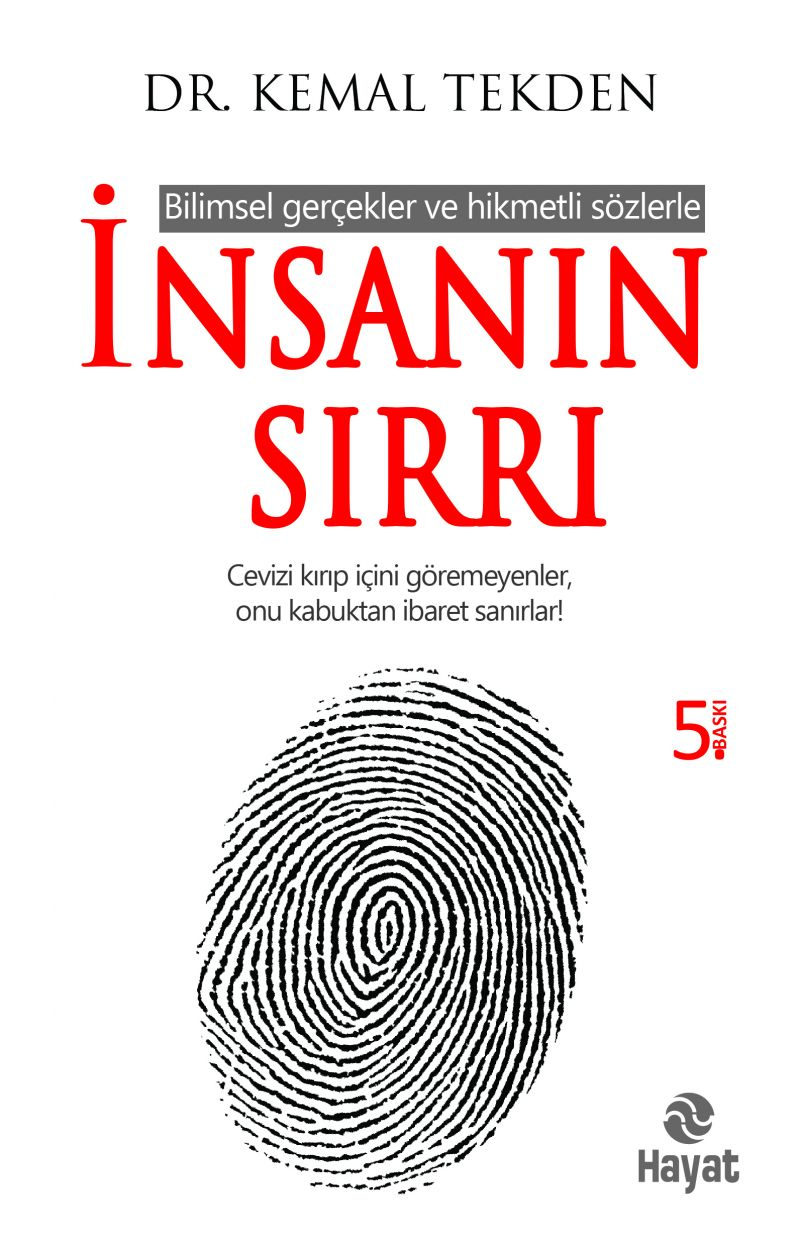 DR. KEMAL TEKDEN
Bilimsel gerçekler ve hikmetli sözlerle
İNSANIN
SIRRI
Cevizi kırıp içini göremeyenler,
onu kabuktan ibaret sanırlar!
5. BASKI
Hayat